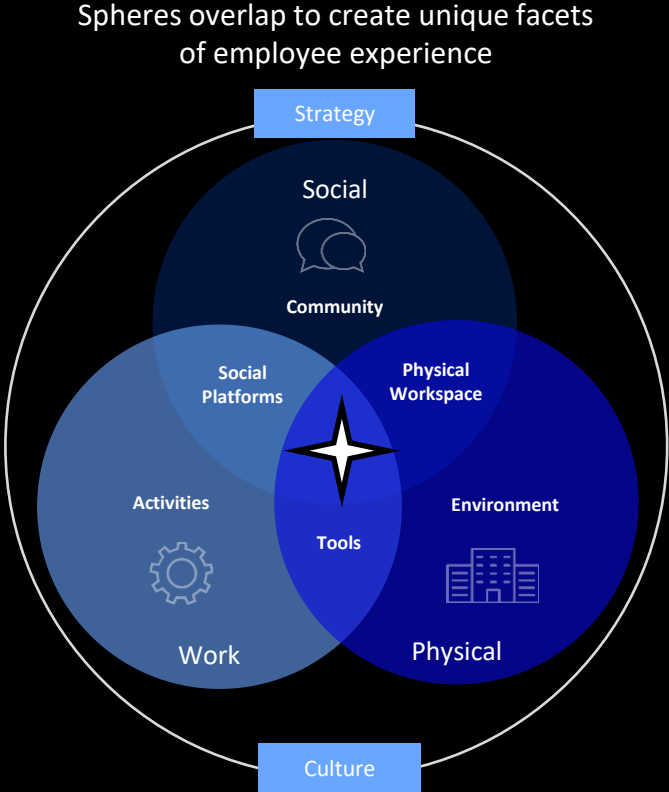 Spheres overlap to create unique facets
of employee experience
Strategy
Social
Community
Social
Platforms
Physical
Workspace
Activities
Environment
Tools
Work
Physical
Culture